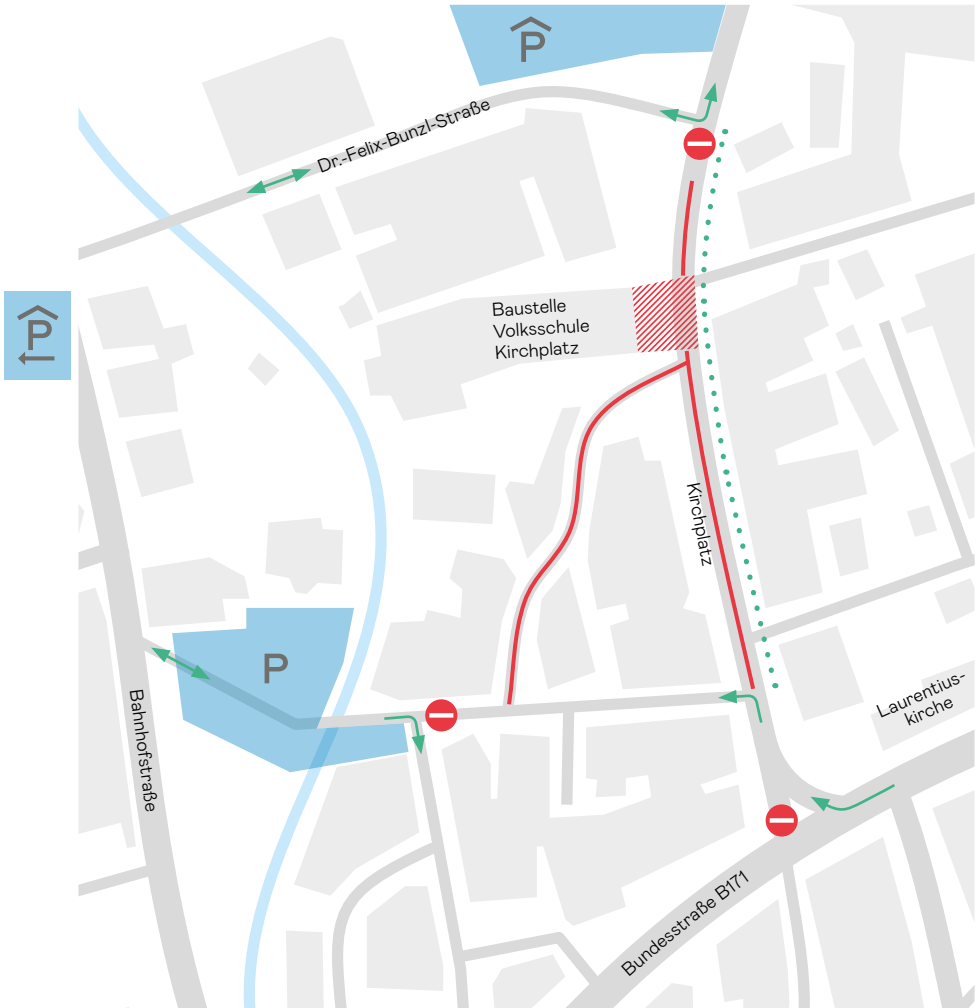 P
Dr.-Felix-Bunzl-Straße
P
Baustelle
Volksschule
Kirchplatz
Kirchplatz
P
Bahnhofstraße
Laurentius-
kirche
Bundesstraße B171